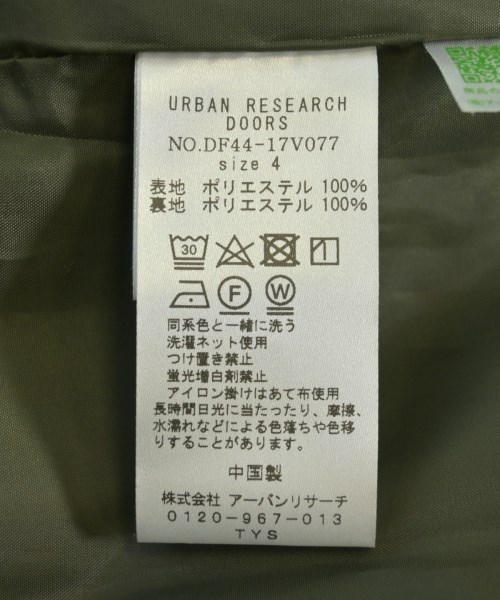 URBAN RESEARCH
DOORS
NO.DF44-17V077
size 4
表地 ポリエステル 100%
裏地 ポリエステル 100%
30
F
W
同系色と一緒に洗う
洗濯ネット使用
つけ置き禁止
蛍光増白剤禁止
アイロン掛けはあて布使用
長時間日光に当たったり、摩擦、
水濡れなどによる色落ちや色移
りすることがあります。
中国製
株式会社 アーバンリサーチ
0120-967-013
TYS